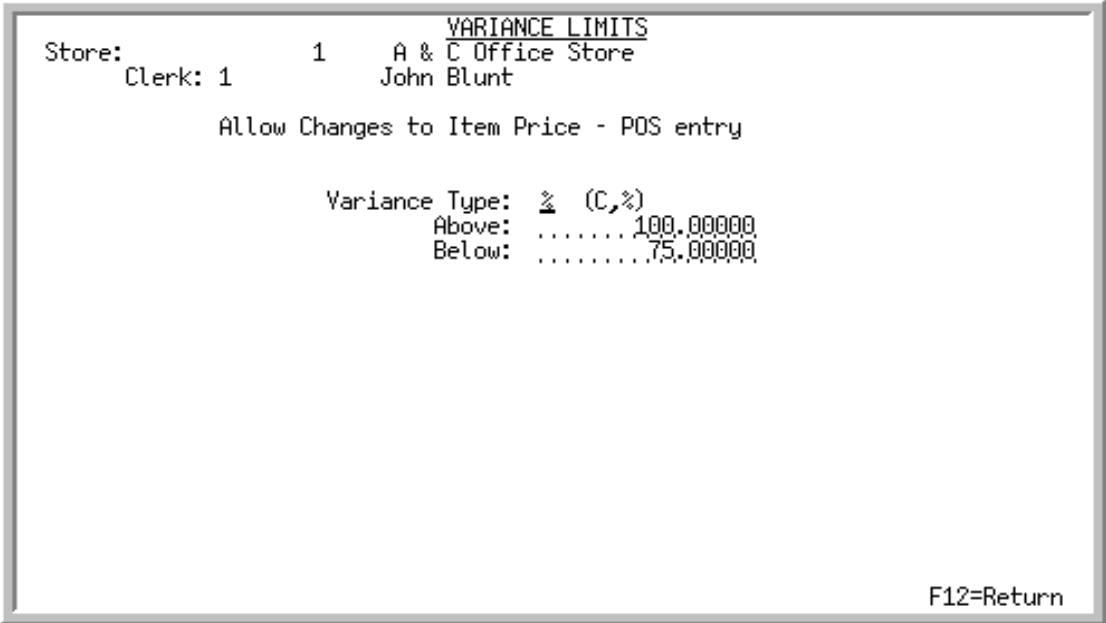 VARIANCE LIMITS
Store: 1 A & C Office Store
Clerk: 1 John Blunt
Allow Changes to Item Price - POS entry
Variance Type: % (C,%)
Above: .......100.00000
Below: ........75.00000
F12=Return